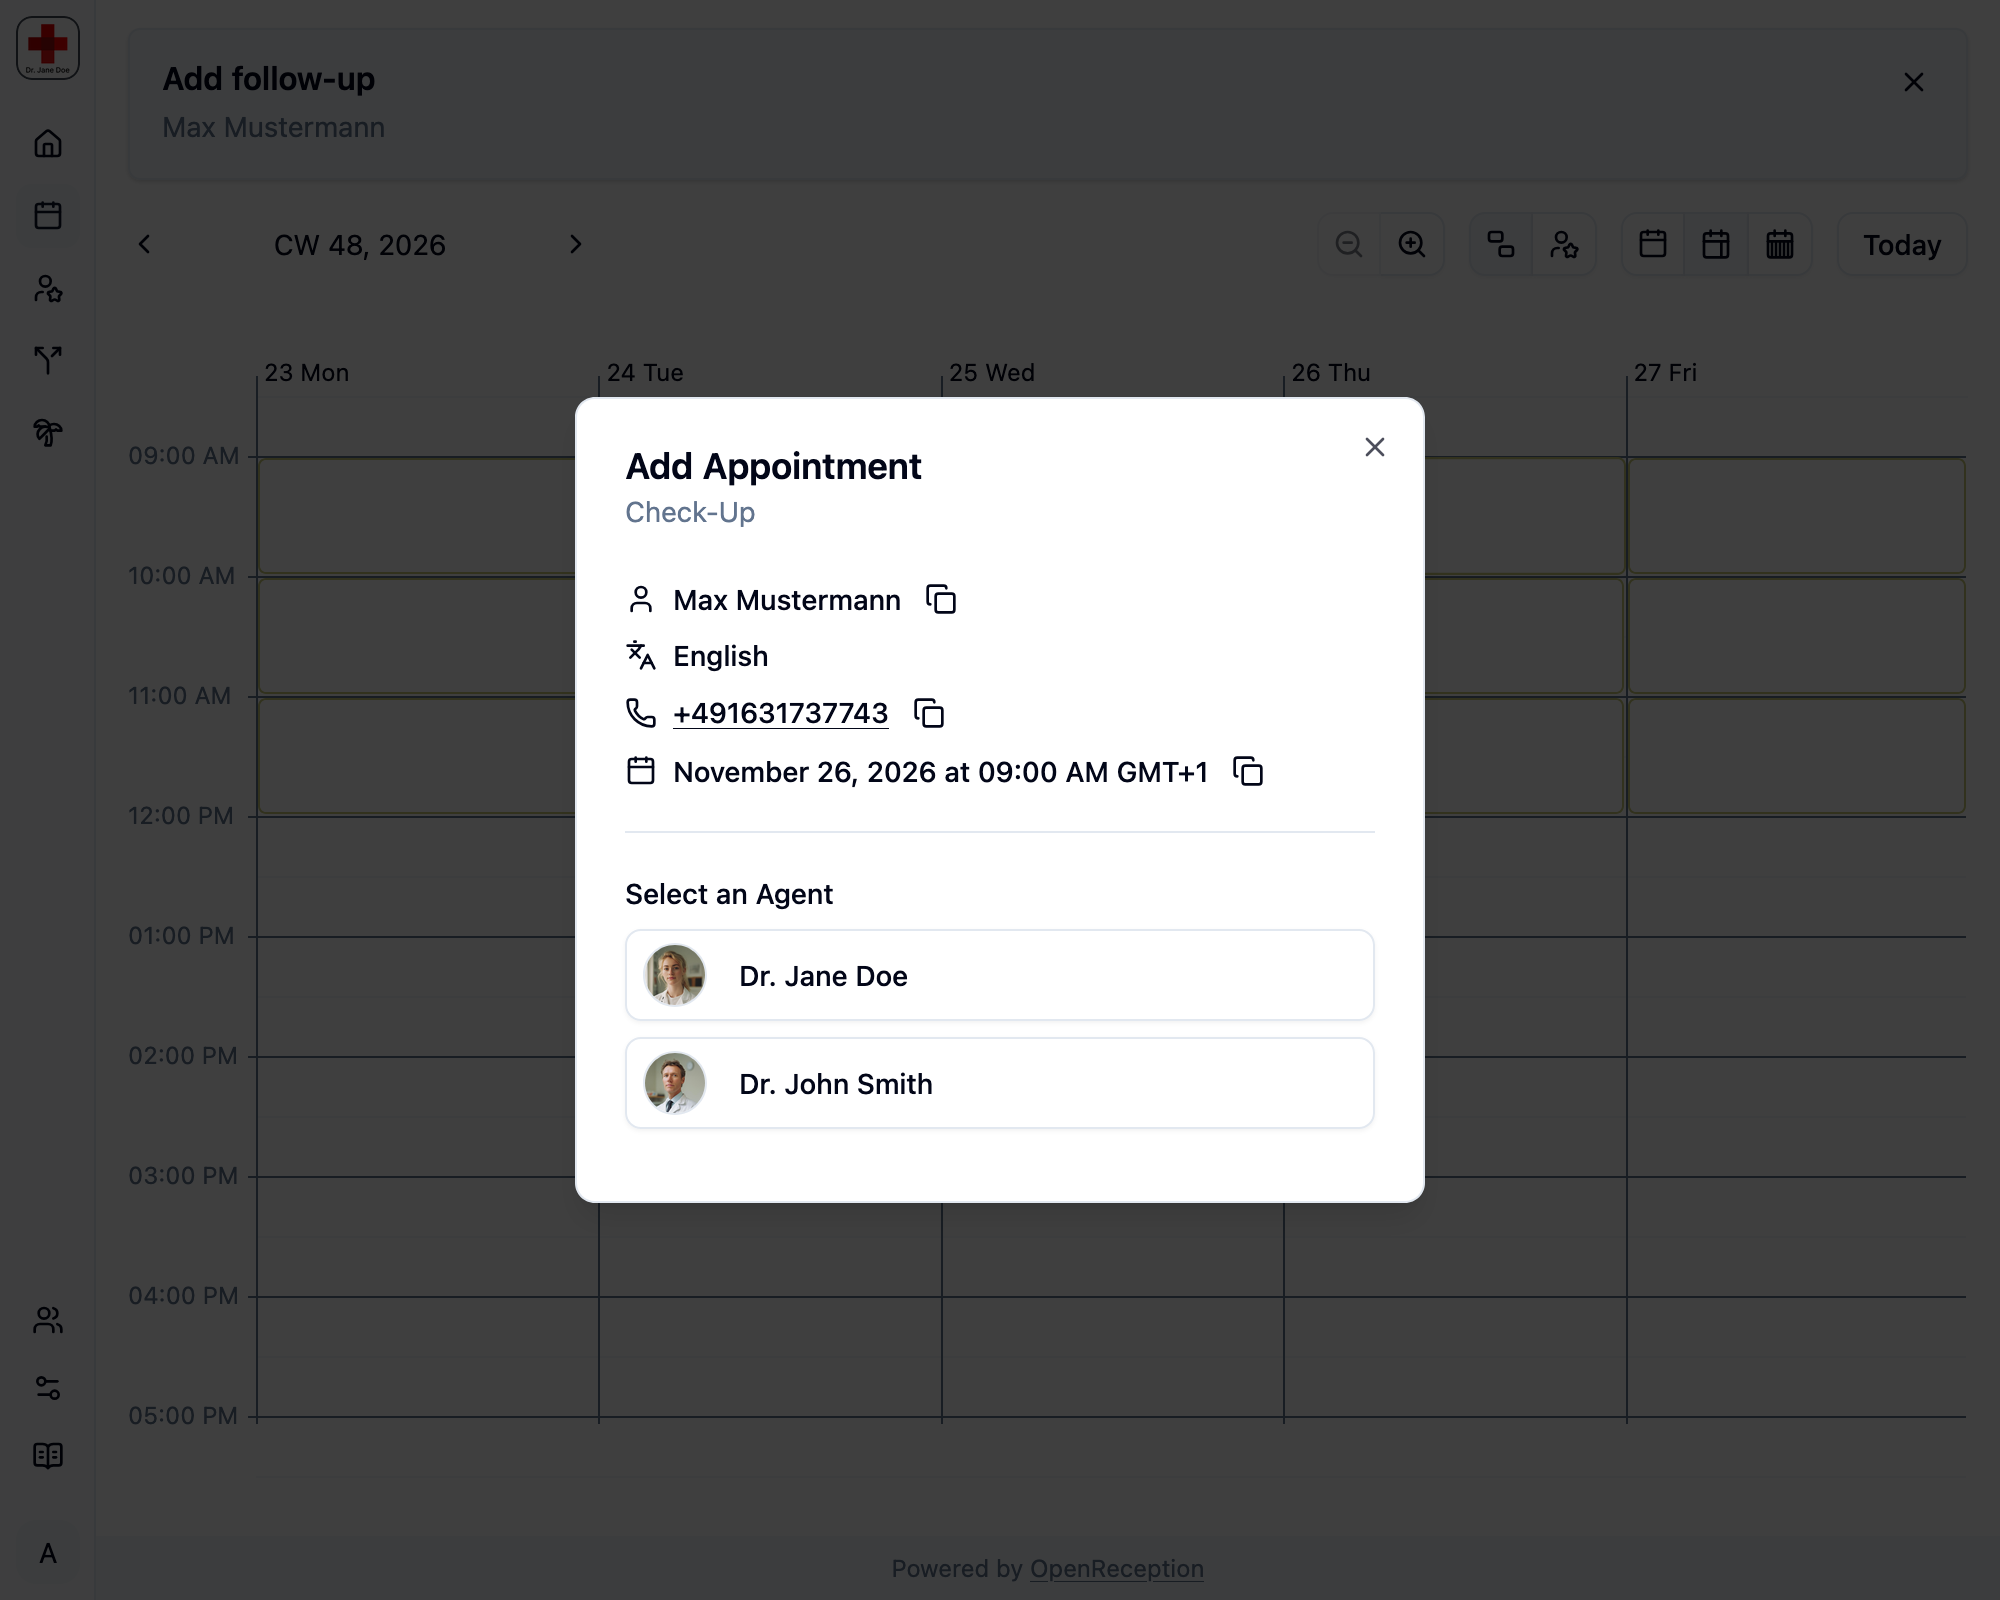 Dr. Jane Doe
Add follow-up
Max Mustermann
CW 48, 2026
Today
23 Mon
24 Tue
25 Wed
26 Thu
27 Fri
09:00 AM
10:00 AM
11:00 AM
12:00 PM
01:00 PM
02:00 PM
03:00 PM
04:00 PM
05:00 PM
Add Appointment
Check-Up
Max Mustermann
English
+491631737743
November 26, 2026 at 09:00 AM GMT+1
Select an Agent
Dr. Jane Doe
Dr. John Smith
A
Powered by OpenReception